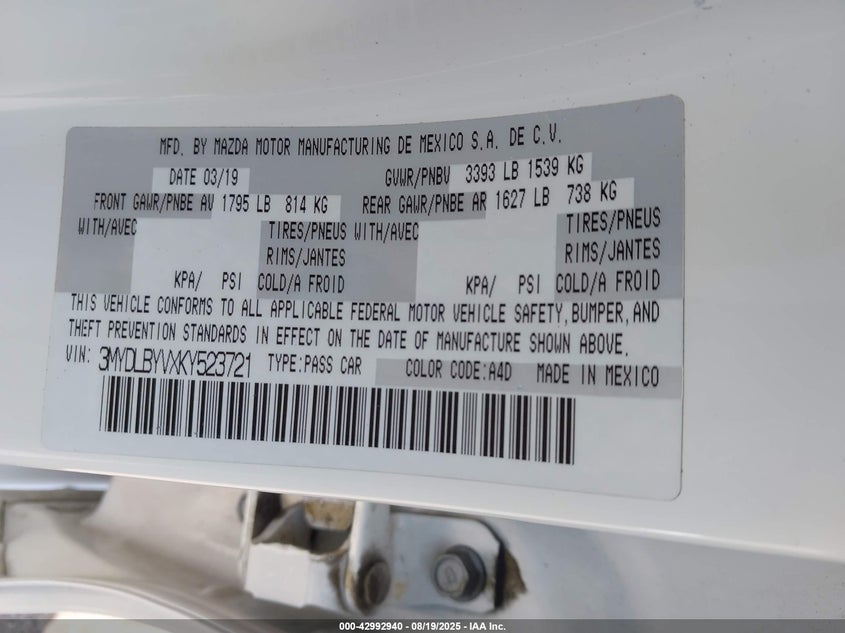 MFD. BY MAZDA MOTOR MANUFACTURING DE MEXICO S.A. DE C.V.
DATE 03/19 GVWR/PNBV 3393 LB 1539 KG
FRONT GAWR/PNBE AV 1795 LB 814 KG REAR GAWR/PNBE AR 1627 LB 738 KG
WITH/AVEC TIRES/PNEUS WITH/AVEC TIRES/PNEUS
RIMS/JANTES RIMS/JANTES
KPA/ PSI COLD/A FROID KPA/ PSI COLD/A FROID
THIS VEHICLE CONFORMS TO ALL APPLICABLE FEDERAL MOTOR VEHICLE SAFETY, BUMPER, AND
THEFT PREVENTION STANDARDS IN EFFECT ON THE DATE OF MANUFACTURE SHOWN ABOVE.
VIN: 3MYDLBYVXKY523721 TYPE:PASS CAR COLOR CODE:A4D MADE IN MEXICO
000-42992940 - 08/19/2025 - IAA Inc.